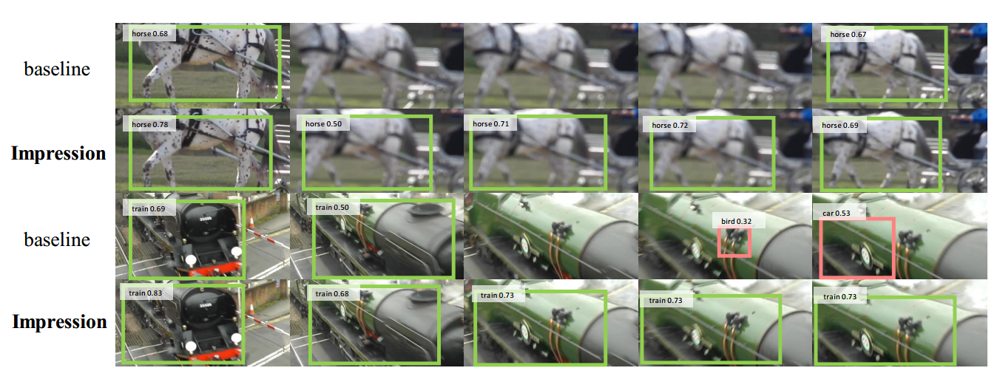 horse 0.68
horse 0.67
baseline
horse 0.78
horse 0.50
horse 0.71
horse 0.72
horse 0.69
Impression
train 0.69
train 0.50
bird 0.32
car 0.53
baseline
train 0.83
train 0.68
train 0.73
train 0.73
train 0.73
Impression